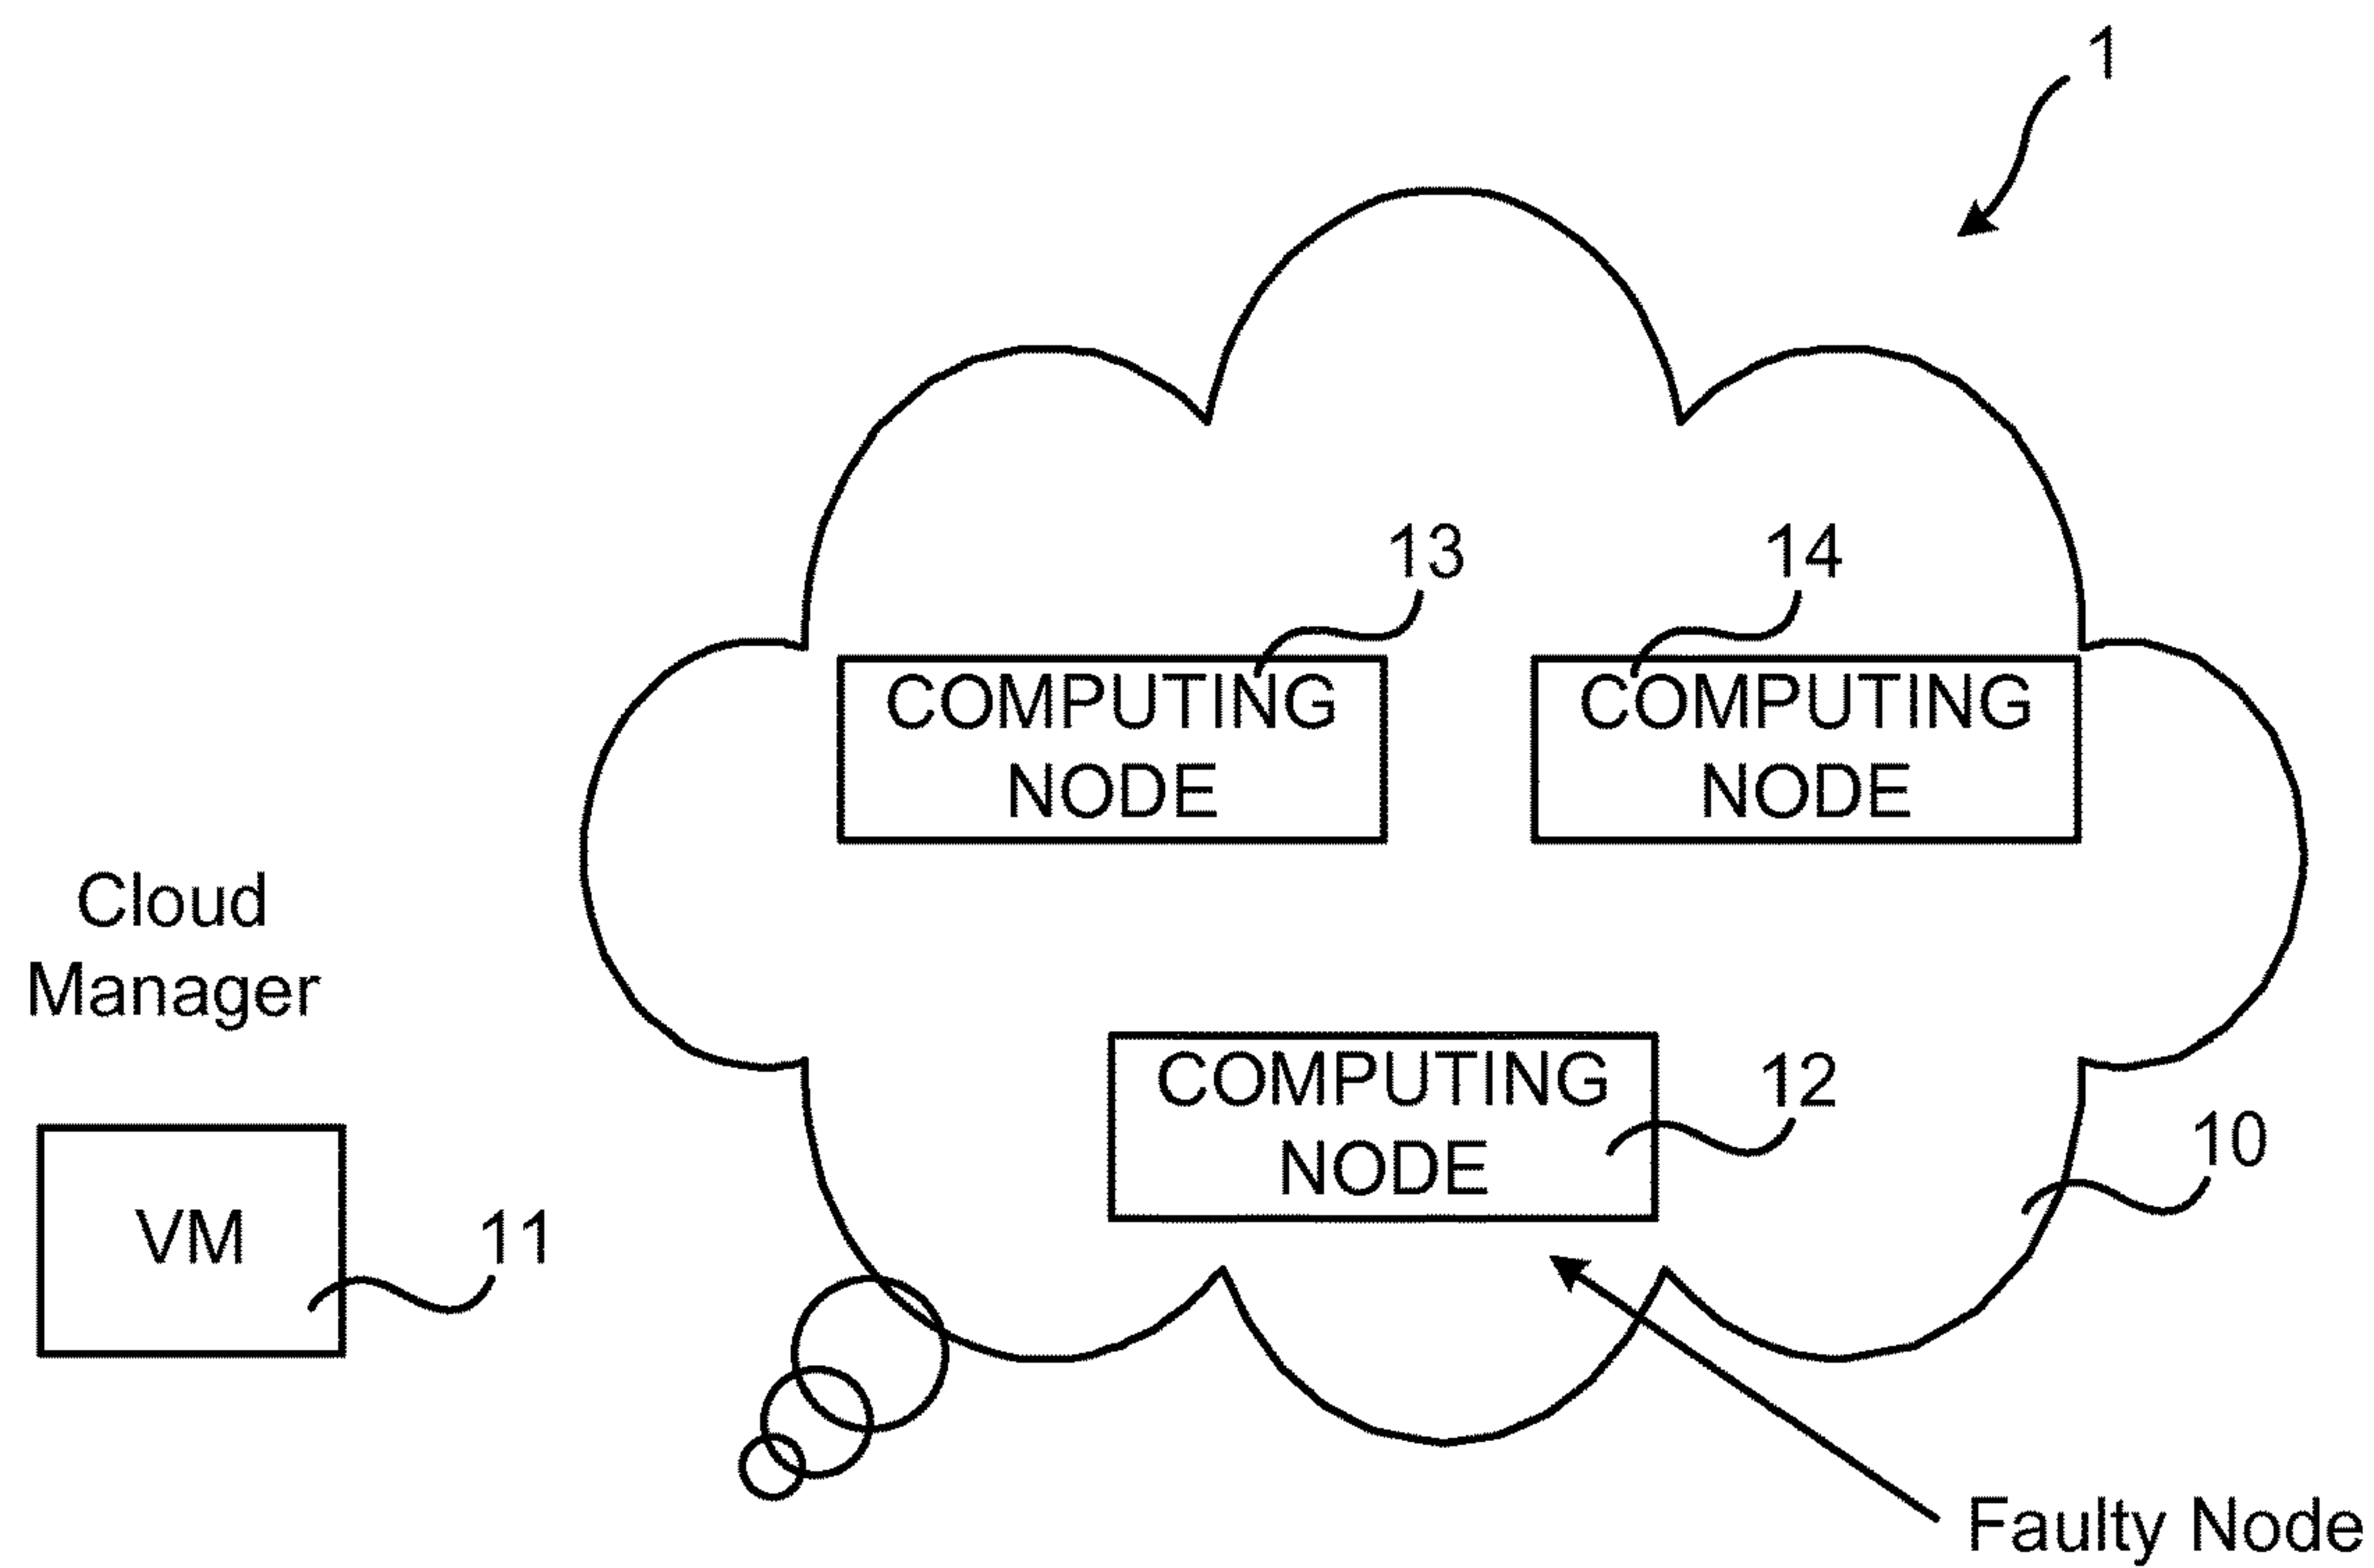 1
13
14
COMPUTING
NODE
COMPUTING
NODE
Cloud
Manager
COMPUTING
NODE
12
10
VM
11
Faulty Node